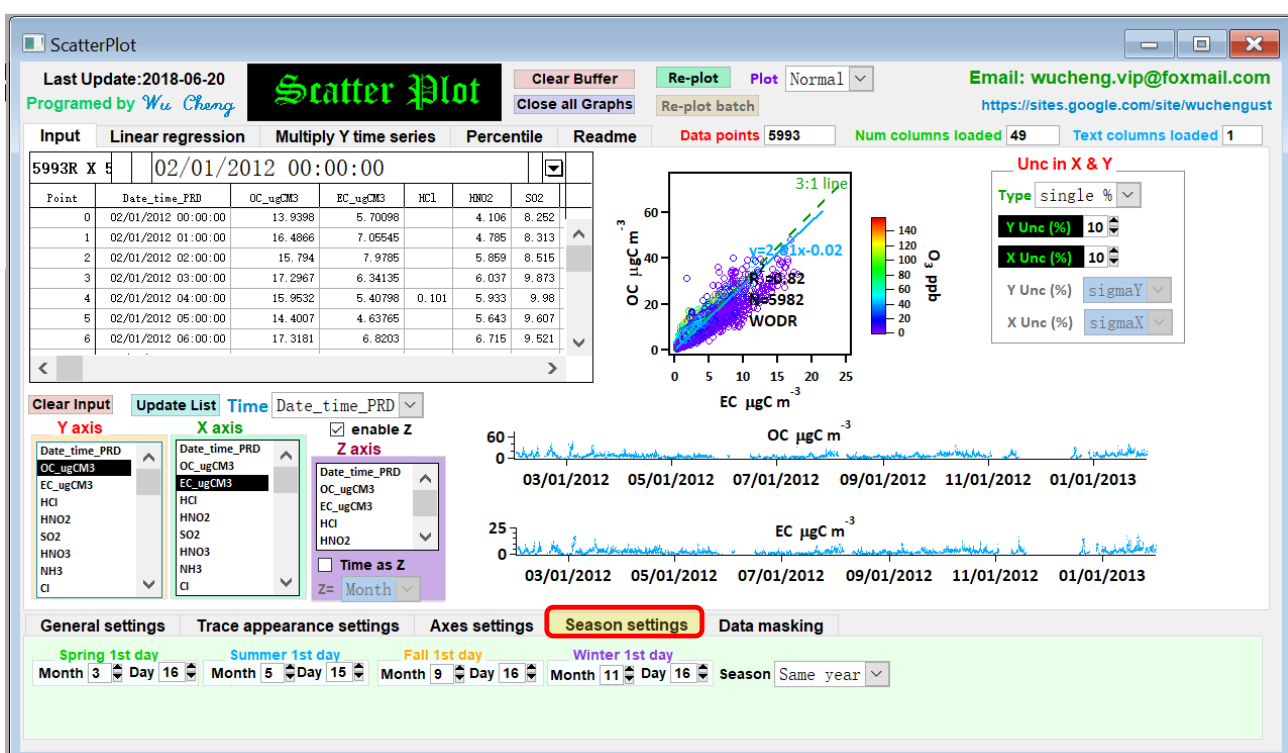 ScatterPlot
Last Update:2018-06-20
Programed by Wu Cheng
Scatter Plot
Clear Buffer
Close all Graphs
Re-plot Plot Normal
Re-plot batch
Email: wucheng.vip@foxmail.com
https://sites.google.com/site/wuchengust
Input Linear regression Multiply Y time series Percentile Readme Data points 5993 Num columns loaded 49 Text columns loaded 1
5993R X 5 02/01/2012 00:00:00
Point Date_time_PRD OC_ugCM3 EC_ugCM3 HCl HNO2 SO2
0 02/01/2012 00:00:00 13.9398 5.70098 4.106 8.252
1 02/01/2012 01:00:00 16.4866 7.05545 4.785 8.313
2 02/01/2012 02:00:00 15.794 7.9785 5.859 8.515
3 02/01/2012 03:00:00 17.2967 6.34135 6.037 9.873
4 02/01/2012 04:00:00 15.9532 5.40798 0.101 5.933 9.98
5 02/01/2012 05:00:00 14.4007 4.63765 5.643 9.607
6 02/01/2012 06:00:00 17.3181 6.8203 6.715 9.521
3:1 line
60
40
20
0
OC µgC m-3
y=2.61x-0.02
=0.82
N=5982
WODR
0 5 10 15 20 25
EC µgC m-3
140
120
100
80
60
40
20
0
O3 ppb
Unc in X & Y
Type single %
Y Unc (%) 10
X Unc (%) 10
Y Unc (%) sigmaY
X Unc (%) sigmaX
Clear Input Update List Time Date_time_PRD
Y axis
Date_time_PRD
OC_ugCM3
EC_ugCM3
HCl
HNO2
SO2
HNO3
NH3
Cl
X axis
Date_time_PRD
OC_ugCM3
EC_ugCM3
HCl
HNO2
SO2
HNO3
NH3
Cl
enable Z
Z axis
Date_time_PRD
OC_ugCM3
EC_ugCM3
HCl
HNO2
Time as Z
Z= Month
OC µgC m-3
60
0
03/01/2012 05/01/2012 07/01/2012 09/01/2012 11/01/2012 01/01/2013
EC µgC m-3
25
0
03/01/2012 05/01/2012 07/01/2012 09/01/2012 11/01/2012 01/01/2013
General settings Trace appearance settings Axes settings Season settings Data masking
Spring 1st day Summer 1st day Fall 1st day Winter 1st day
Month 3 Day 16 Month 5 Day 15 Month 9 Day 16 Month 11 Day 16 Season Same year